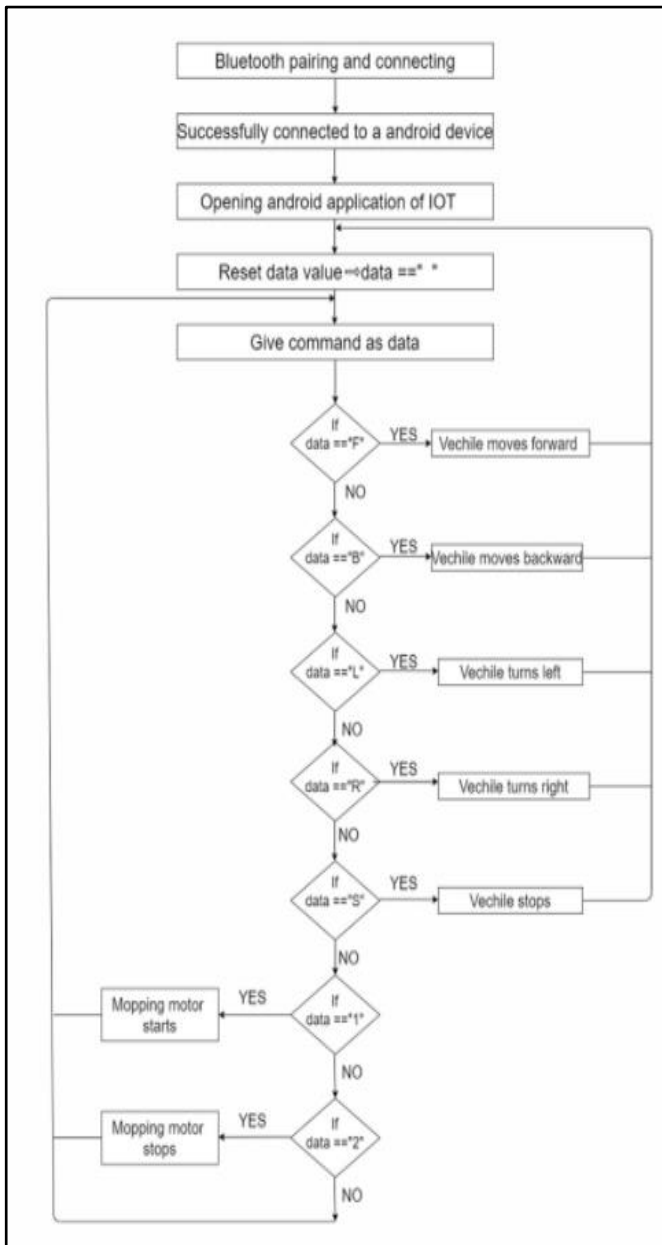 Bluetooth pairing and connecting
Successfully connected to a android device
Opening android application of IOT
Reset data value⇨data ==" "
Give command as data
If
data =="F"
YES
Vechile moves forward
NO
If
data =="B"
YES
Vechile moves backward
NO
If
data =="L"
YES
Vechile turns left
NO
If
data =="R"
YES
Vechile turns right
NO
If
data =="S"
YES
Vechile stops
NO
Mopping motor
starts
YES
If
data =="1"
NO
Mopping motor
stops
YES
If
data =="2"
NO